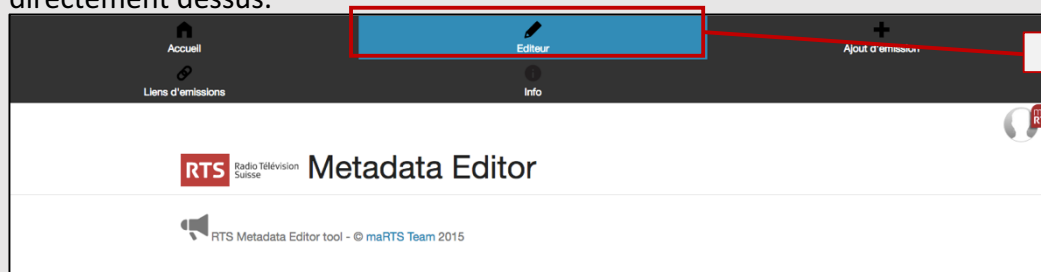 directement dessus.
Accueil Editeur Ajout d'emission
Liens d'emissions Info
RTS Radio Télévision Suisse Metadata Editor
RTS Metadata Editor tool - © maRTS Team 2015